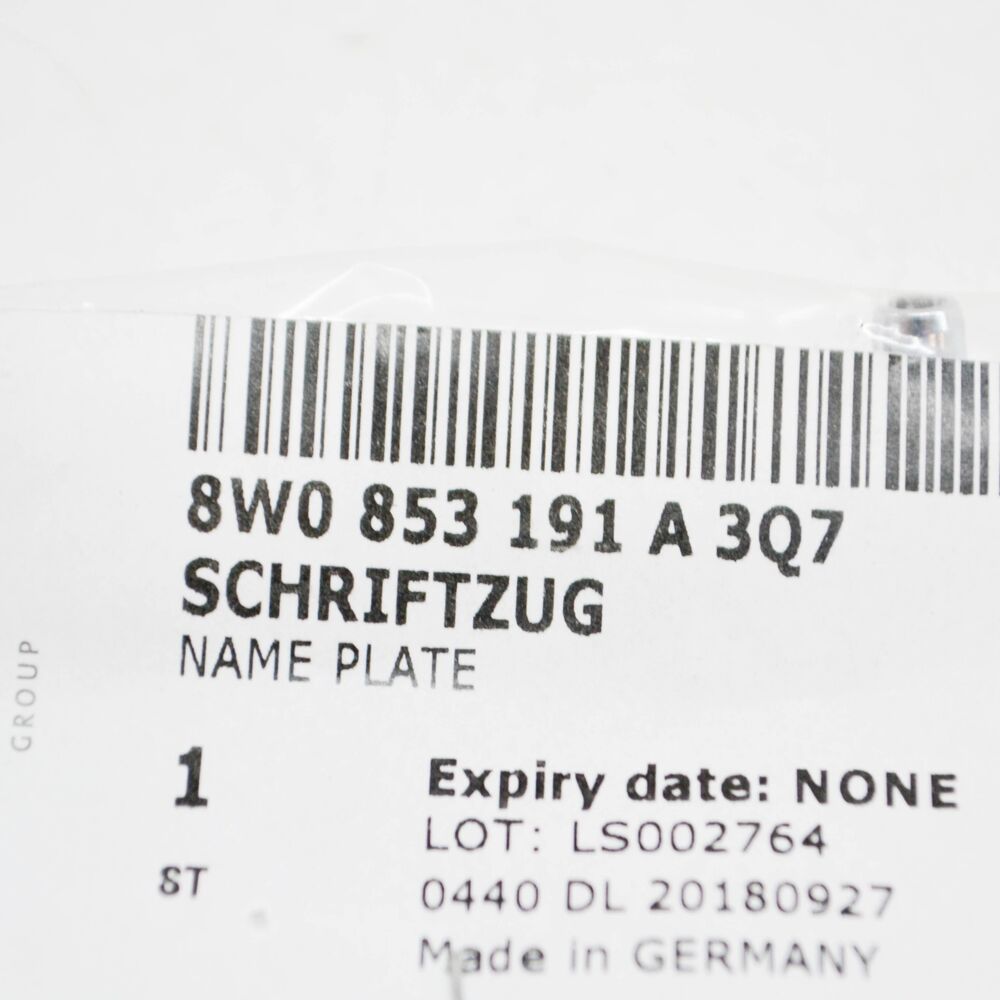 8W0 853 191 A 3Q7
SCHRIFTZUG
NAME PLATE
GROUP
1
Expiry date: NONE
LOT: LS002764
ST
0440 DL 20180927
Made in GERMANY